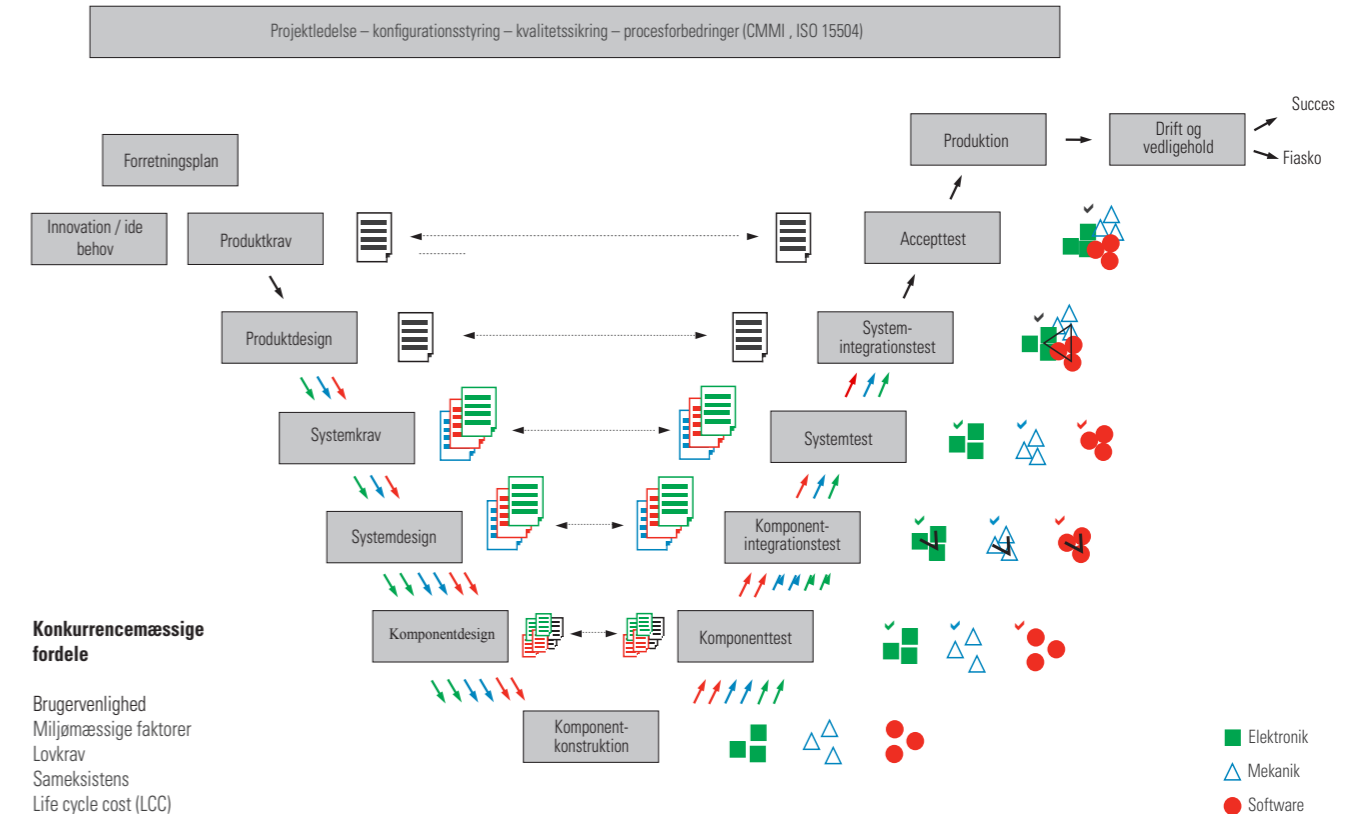 Projektledelse – konfigurationsstyring – kvalitetssikring – procesforbedringer (CMMI , ISO 15504)
Succes
Produktion
Drift og
vedligehold
Fiasko
Forretningsplan
Innovation / ide
behov
Produktkrav
Accepttest
Produktdesign
System-
integrationstest
Systemkrav
Systemtest
Systemdesign
Komponent-
integrationstest
Komponentdesign
Komponenttest
Komponent-
konstruktion
Konkurrencemæssige
fordele
Brugervenlighed
Miljømæssige faktorer
Lovkrav
Sameksistens
Life cycle cost (LCC)
Elektronik
Mekanik
Software